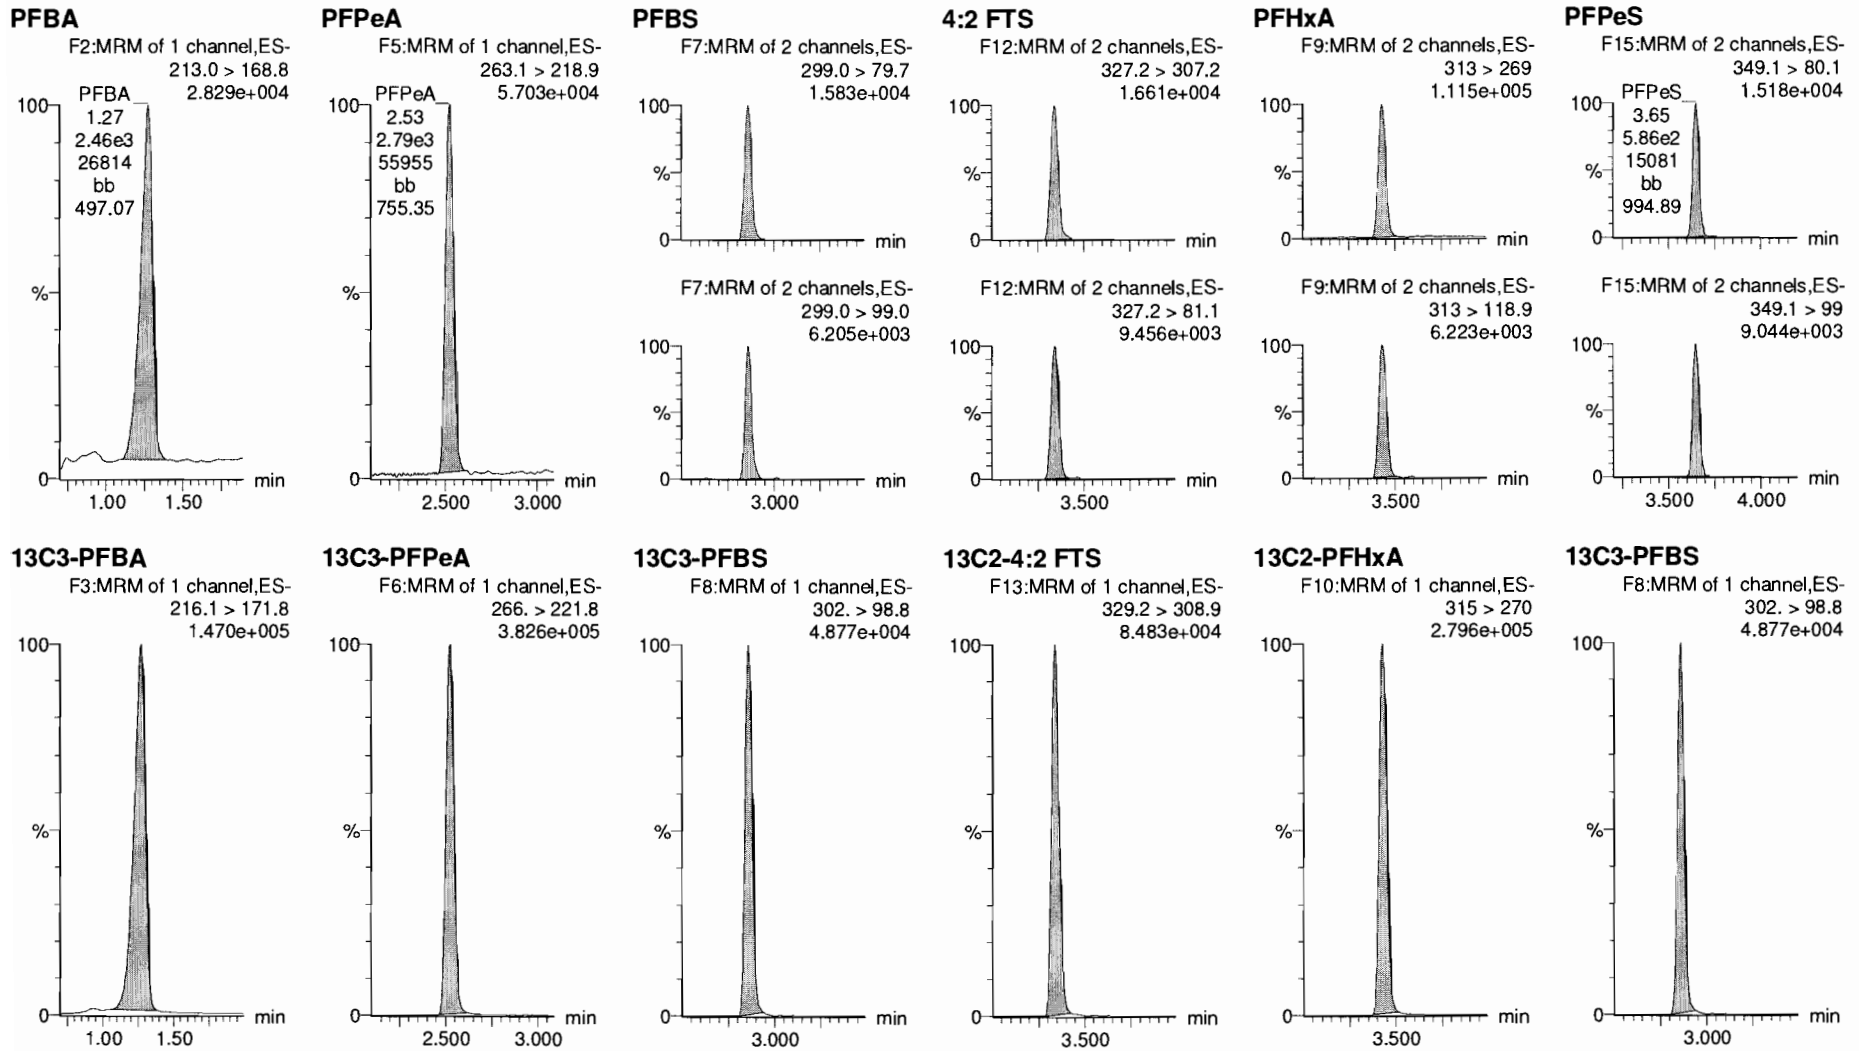 PFBA
F2:MRM of 1 channel,ES-
213.0 > 168.8
2.829e+004
PFBA
1.27
2.46e3
26814
bb
497.07
100
%
0
min
1.00 1.50
PFPeA
F5:MRM of 1 channel,ES-
263.1 > 218.9
5.703e+004
PFPeA
2.53
2.79e3
55955
bb
755.35
100
%
0
min
2.500 3.000
PFBS
F7:MRM of 2 channels,ES-
299.0 > 79.7
1.583e+004
100
%
0
min
F7:MRM of 2 channels,ES-
299.0 > 99.0
6.205e+003
100
%
0
min
3.000
4:2 FTS
F12:MRM of 2 channels,ES-
327.2 > 307.2
1.661e+004
100
%
0
min
F12:MRM of 2 channels,ES-
327.2 > 81.1
9.456e+003
100
%
0
min
3.500
PFHxA
F9:MRM of 2 channels,ES-
313 > 269
1.115e+005
100
%
0
min
F9:MRM of 2 channels,ES-
313 > 118.9
6.223e+003
100
%
0
min
3.500
PFPeS
F15:MRM of 2 channels,ES-
349.1 > 80.1
1.518e+004
PFPeS
3.65
5.86e2
15081
bb
994.89
100
%
0
min
F15:MRM of 2 channels,ES-
349.1 > 99
9.044e+003
100
%
0
min
3.500 4.000
13C3-PFBA
F3:MRM of 1 channel,ES-
216.1 > 171.8
1.470e+005
100
%
0
min
1.00 1.50
13C3-PFPeA
F6:MRM of 1 channel,ES-
266. > 221.8
3.826e+005
100
%
0
min
2.500 3.000
13C3-PFBS
F8:MRM of 1 channel,ES-
302. > 98.8
4.877e+004
100
%
0
min
3.000
13C2-4:2 FTS
F13:MRM of 1 channel,ES-
329.2 > 308.9
8.483e+004
100
%
0
min
3.500
13C2-PFHxA
F10:MRM of 1 channel,ES-
315 > 270
2.796e+005
100
%
0
min
3.500
13C3-PFBS
F8:MRM of 1 channel,ES-
302. > 98.8
4.877e+004
100
%
0
min
3.000